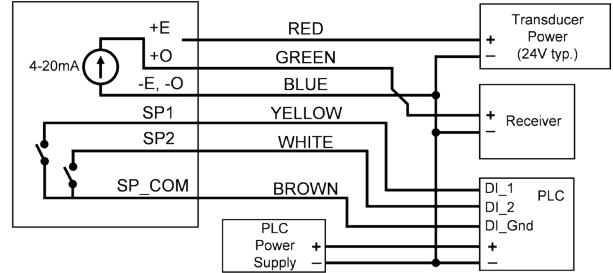 +E RED
Transducer
Power
(24V typ.)
+
−
+O GREEN
4-20mA
-E, -O BLUE
SP1 YELLOW
+
Receiver
−
SP2 WHITE
SP_COM BROWN
DI_1
PLC
DI_2
DI_Gnd
+
−
PLC
Power
Supply
+
−